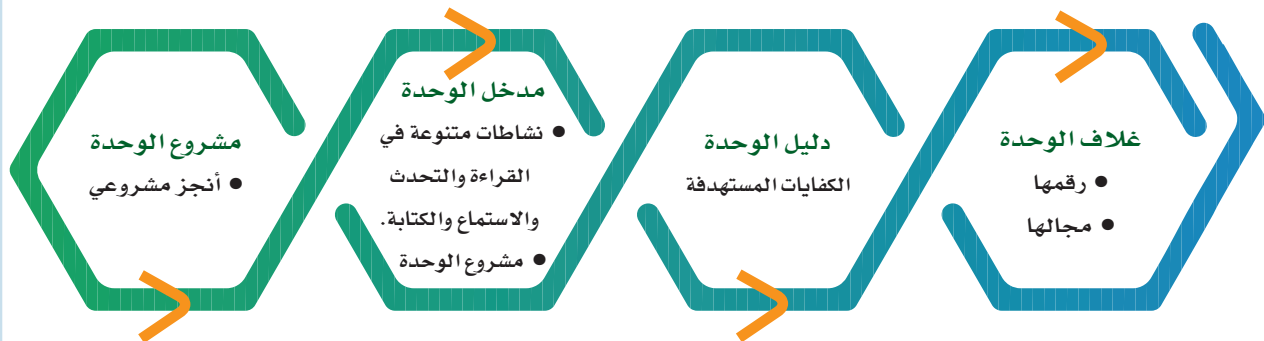 غلاف الوحدة
● رقمها
● مجالها
دليل الوحدة
الكفايات المستهدفة
مدخل الوحدة
● نشاطات متنوعة في
القراءة والتحدث
والاستماع والكتابة.
● مشروع الوحدة
مشروع الوحدة
● أنجز مشروعي